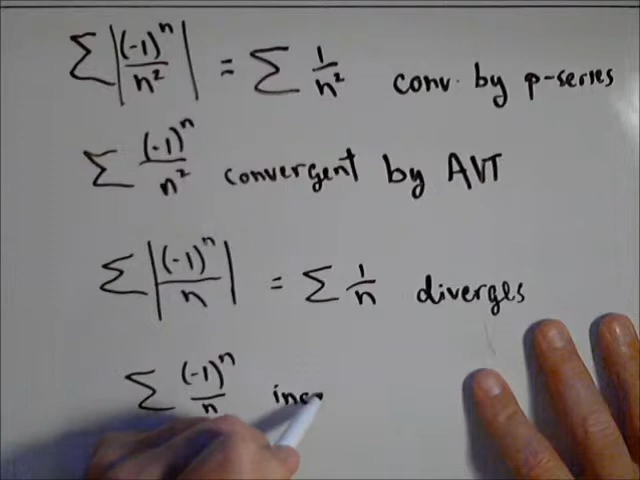 ∑ |(-1)^n / n^2| = ∑ 1/n^2 conv. by p-series
∑ (-1)^n / n^2 convergent by AVT
∑ |(-1)^n / n| = ∑ 1/n diverges
∑ (-1)^n / n